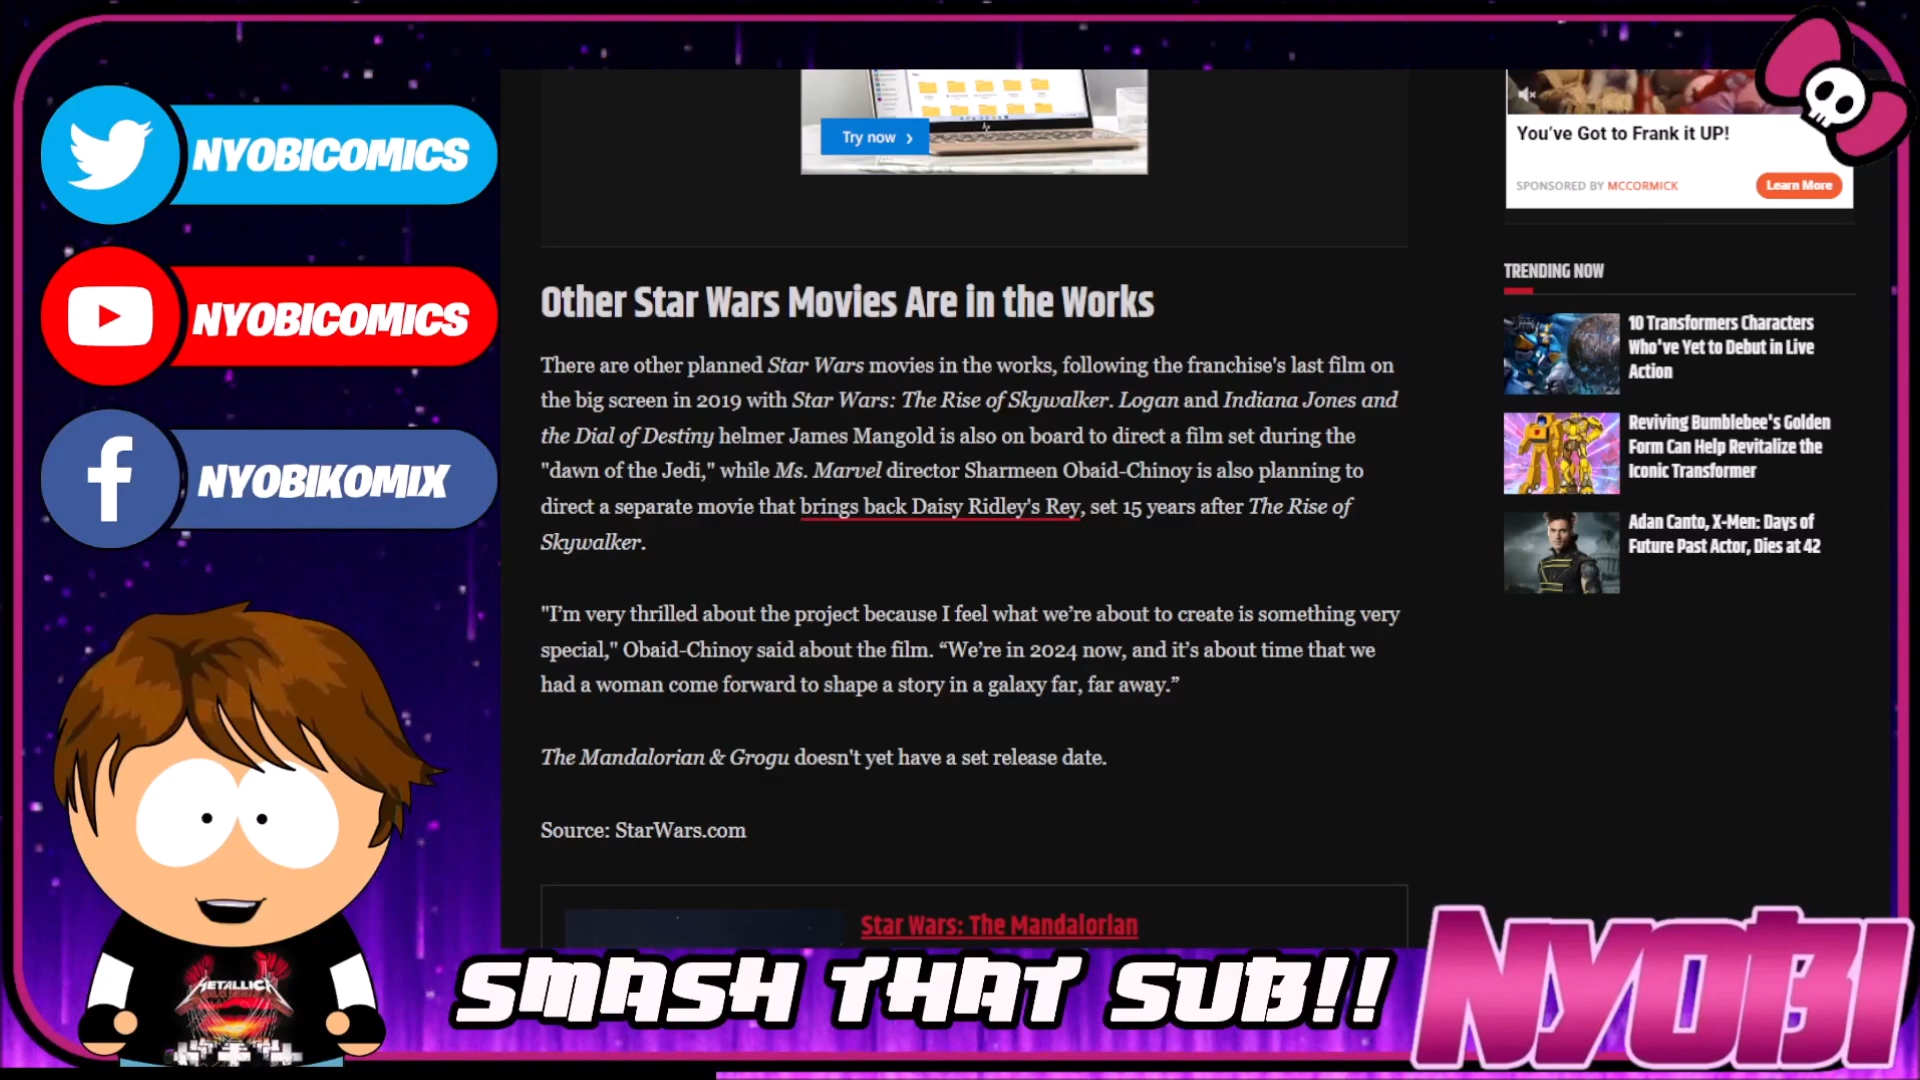 NYOBICOMICS
NYOBICOMICS
NYOBIKOMIX
Try now
You've Got to Frank it UP!
SPONSORED BY MCCORMICK
Learn More
TRENDING NOW
10 Transformers Characters
Who've Yet to Debut in Live
Action
Reviving Bumblebee's Golden
Form Can Help Revitalize the
Iconic Transformer
Adan Canto, X-Men: Days of
Future Past Actor, Dies at 42
Other Star Wars Movies Are in the Works
There are other planned Star Wars movies in the works, following the franchise's last film on
the big screen in 2019 with Star Wars: The Rise of Skywalker. Logan and Indiana Jones and
the Dial of Destiny helmer James Mangold is also on board to direct a film set during the
"dawn of the Jedi," while Ms. Marvel director Sharmeen Obaid-Chinoy is also planning to
direct a separate movie that brings back Daisy Ridley's Rey, set 15 years after The Rise of
Skywalker.
"I’m very thrilled about the project because I feel what we’re about to create is something very
special," Obaid-Chinoy said about the film. “We’re in 2024 now, and it’s about time that we
had a woman come forward to shape a story in a galaxy far, far away.”
The Mandalorian & Grogu doesn't yet have a set release date.
Source: StarWars.com
Star Wars: The Mandalorian
METALLICA
SMASH THAT SUB!!
NYOBI